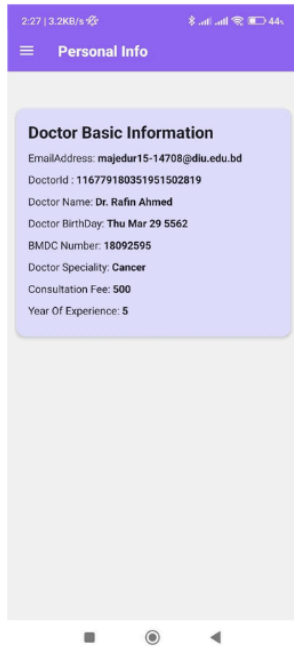 2:27 | 3.2KB/s
44%
Personal Info
Doctor Basic Information
EmailAddress: majedur15-14708@diu.edu.bd
DoctorId : 116779180351951502819
Doctor Name: Dr. Rafin Ahmed
Doctor BirthDay: Thu Mar 29 5562
BMDC Number: 18092595
Doctor Speciality: Cancer
Consultation Fee: 500
Year Of Experience: 5